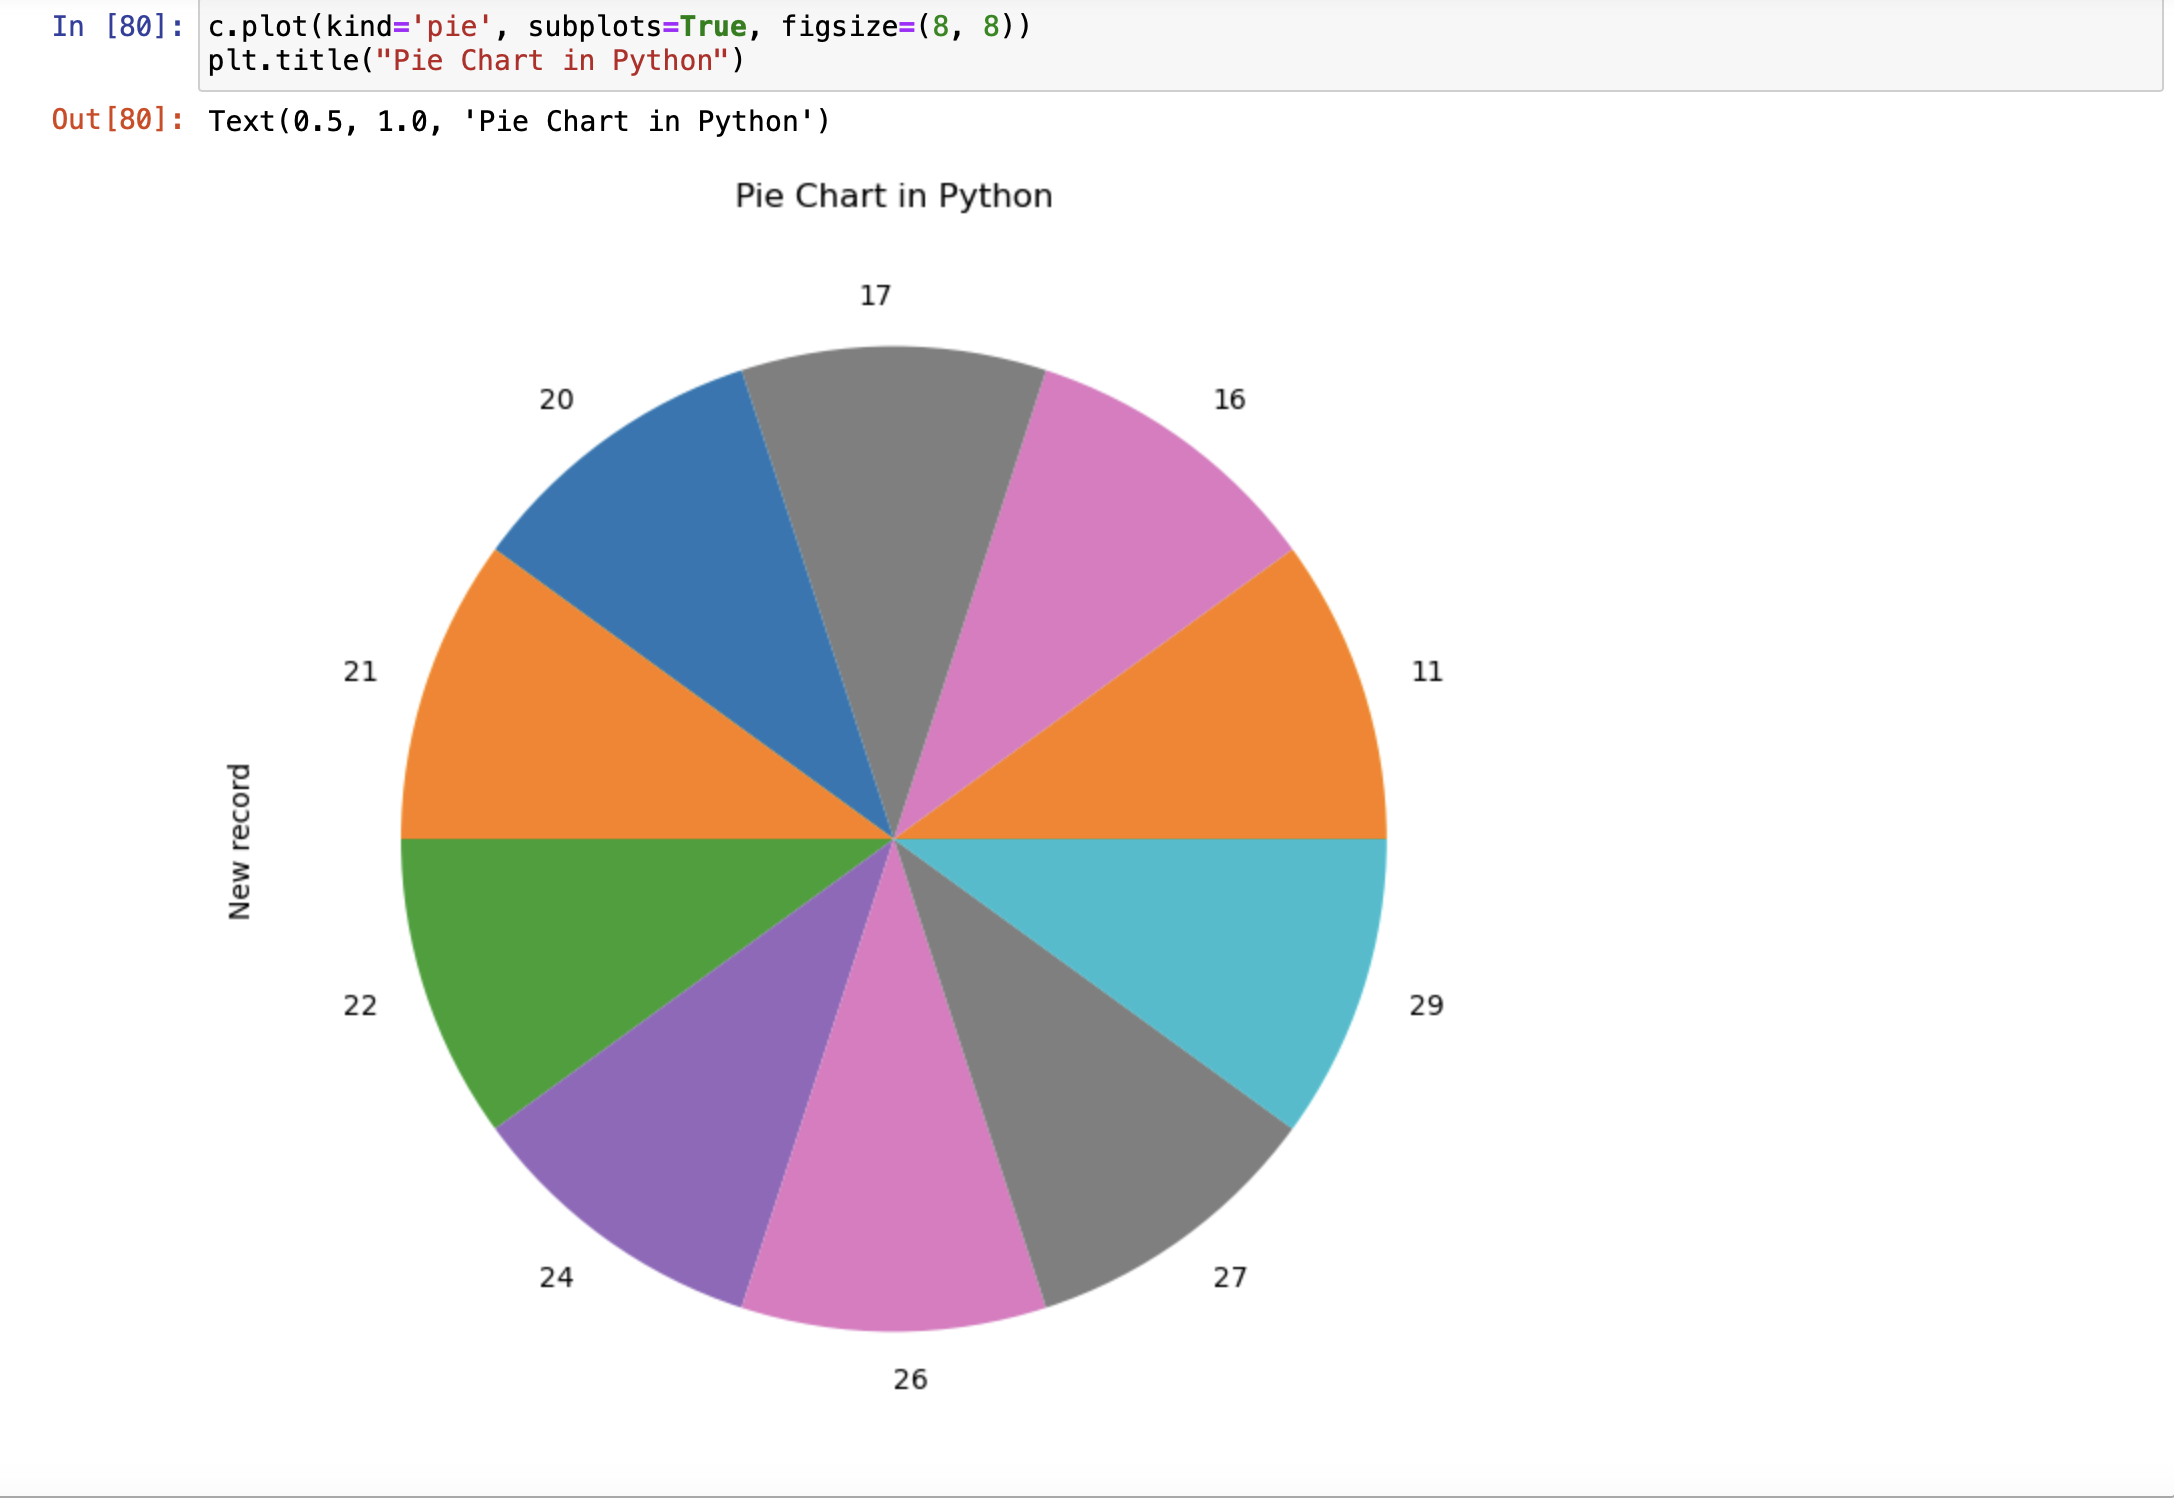 In [80]: c.plot(kind='pie', subplots=True, figsize=(8, 8))
plt.title("Pie Chart in Python")
Out[80]: Text(0.5, 1.0, 'Pie Chart in Python')
Pie Chart in Python
17
20
16
21
11
New record
22
29
24
27
26